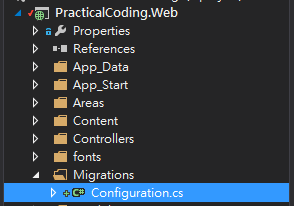 PracticalCoding.Web
Properties
References
App_Data
App_Start
Areas
Content
Controllers
fonts
Migrations
C# Configuration.cs